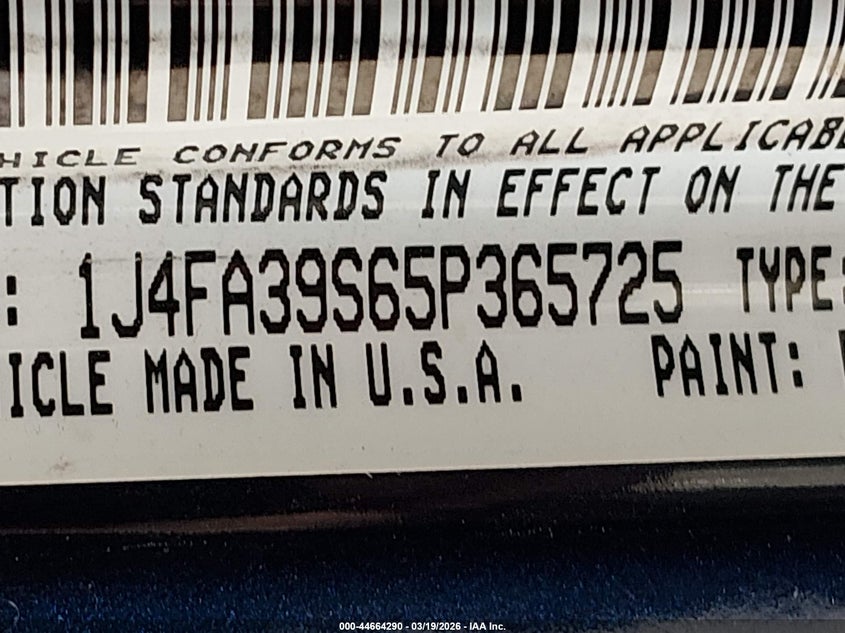 HICLE CONFORMS TO ALL APPLICABL
TION STANDARDS IN EFFECT ON THE
: 1J4FA39S65P365725 TYPE:
ICLE MADE IN U.S.A. PAINT:
000-44664290 - 03/19/2026 - IAA Inc.